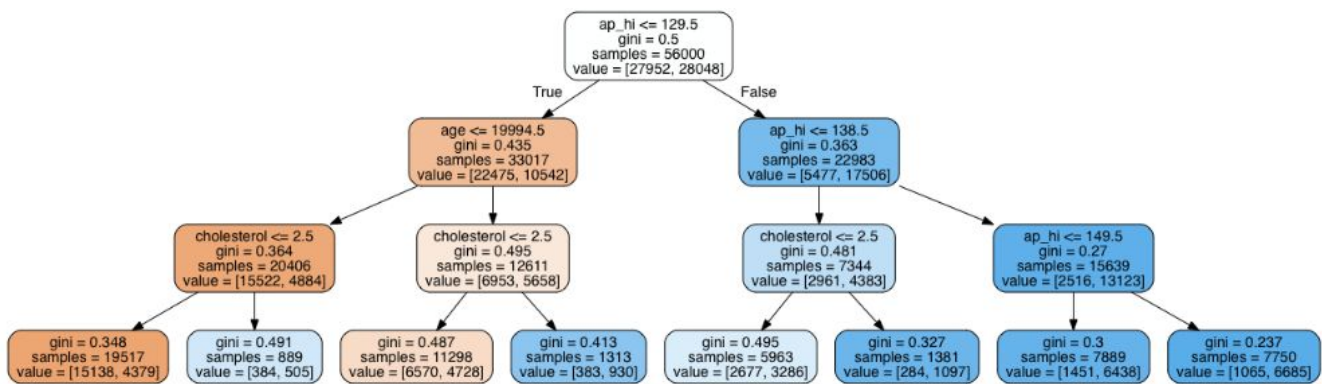 ap_hi <= 129.5
gini = 0.5
samples = 56000
value = [27952, 28048]
True
False
age <= 19994.5
gini = 0.435
samples = 33017
value = [22475, 10542]
ap_hi <= 138.5
gini = 0.363
samples = 22983
value = [5477, 17506]
cholesterol <= 2.5
gini = 0.364
samples = 20406
value = [15522, 4884]
cholesterol <= 2.5
gini = 0.495
samples = 12611
value = [6953, 5658]
cholesterol <= 2.5
gini = 0.481
samples = 7344
value = [2961, 4383]
ap_hi <= 149.5
gini = 0.27
samples = 15639
value = [2516, 13123]
gini = 0.348
samples = 19517
value = [15138, 4379]
gini = 0.491
samples = 889
value = [384, 505]
gini = 0.487
samples = 11298
value = [6570, 4728]
gini = 0.413
samples = 1313
value = [383, 930]
gini = 0.495
samples = 5963
value = [2677, 3286]
gini = 0.327
samples = 1381
value = [284, 1097]
gini = 0.3
samples = 7889
value = [1451, 6438]
gini = 0.237
samples = 7750
value = [1065, 6685]